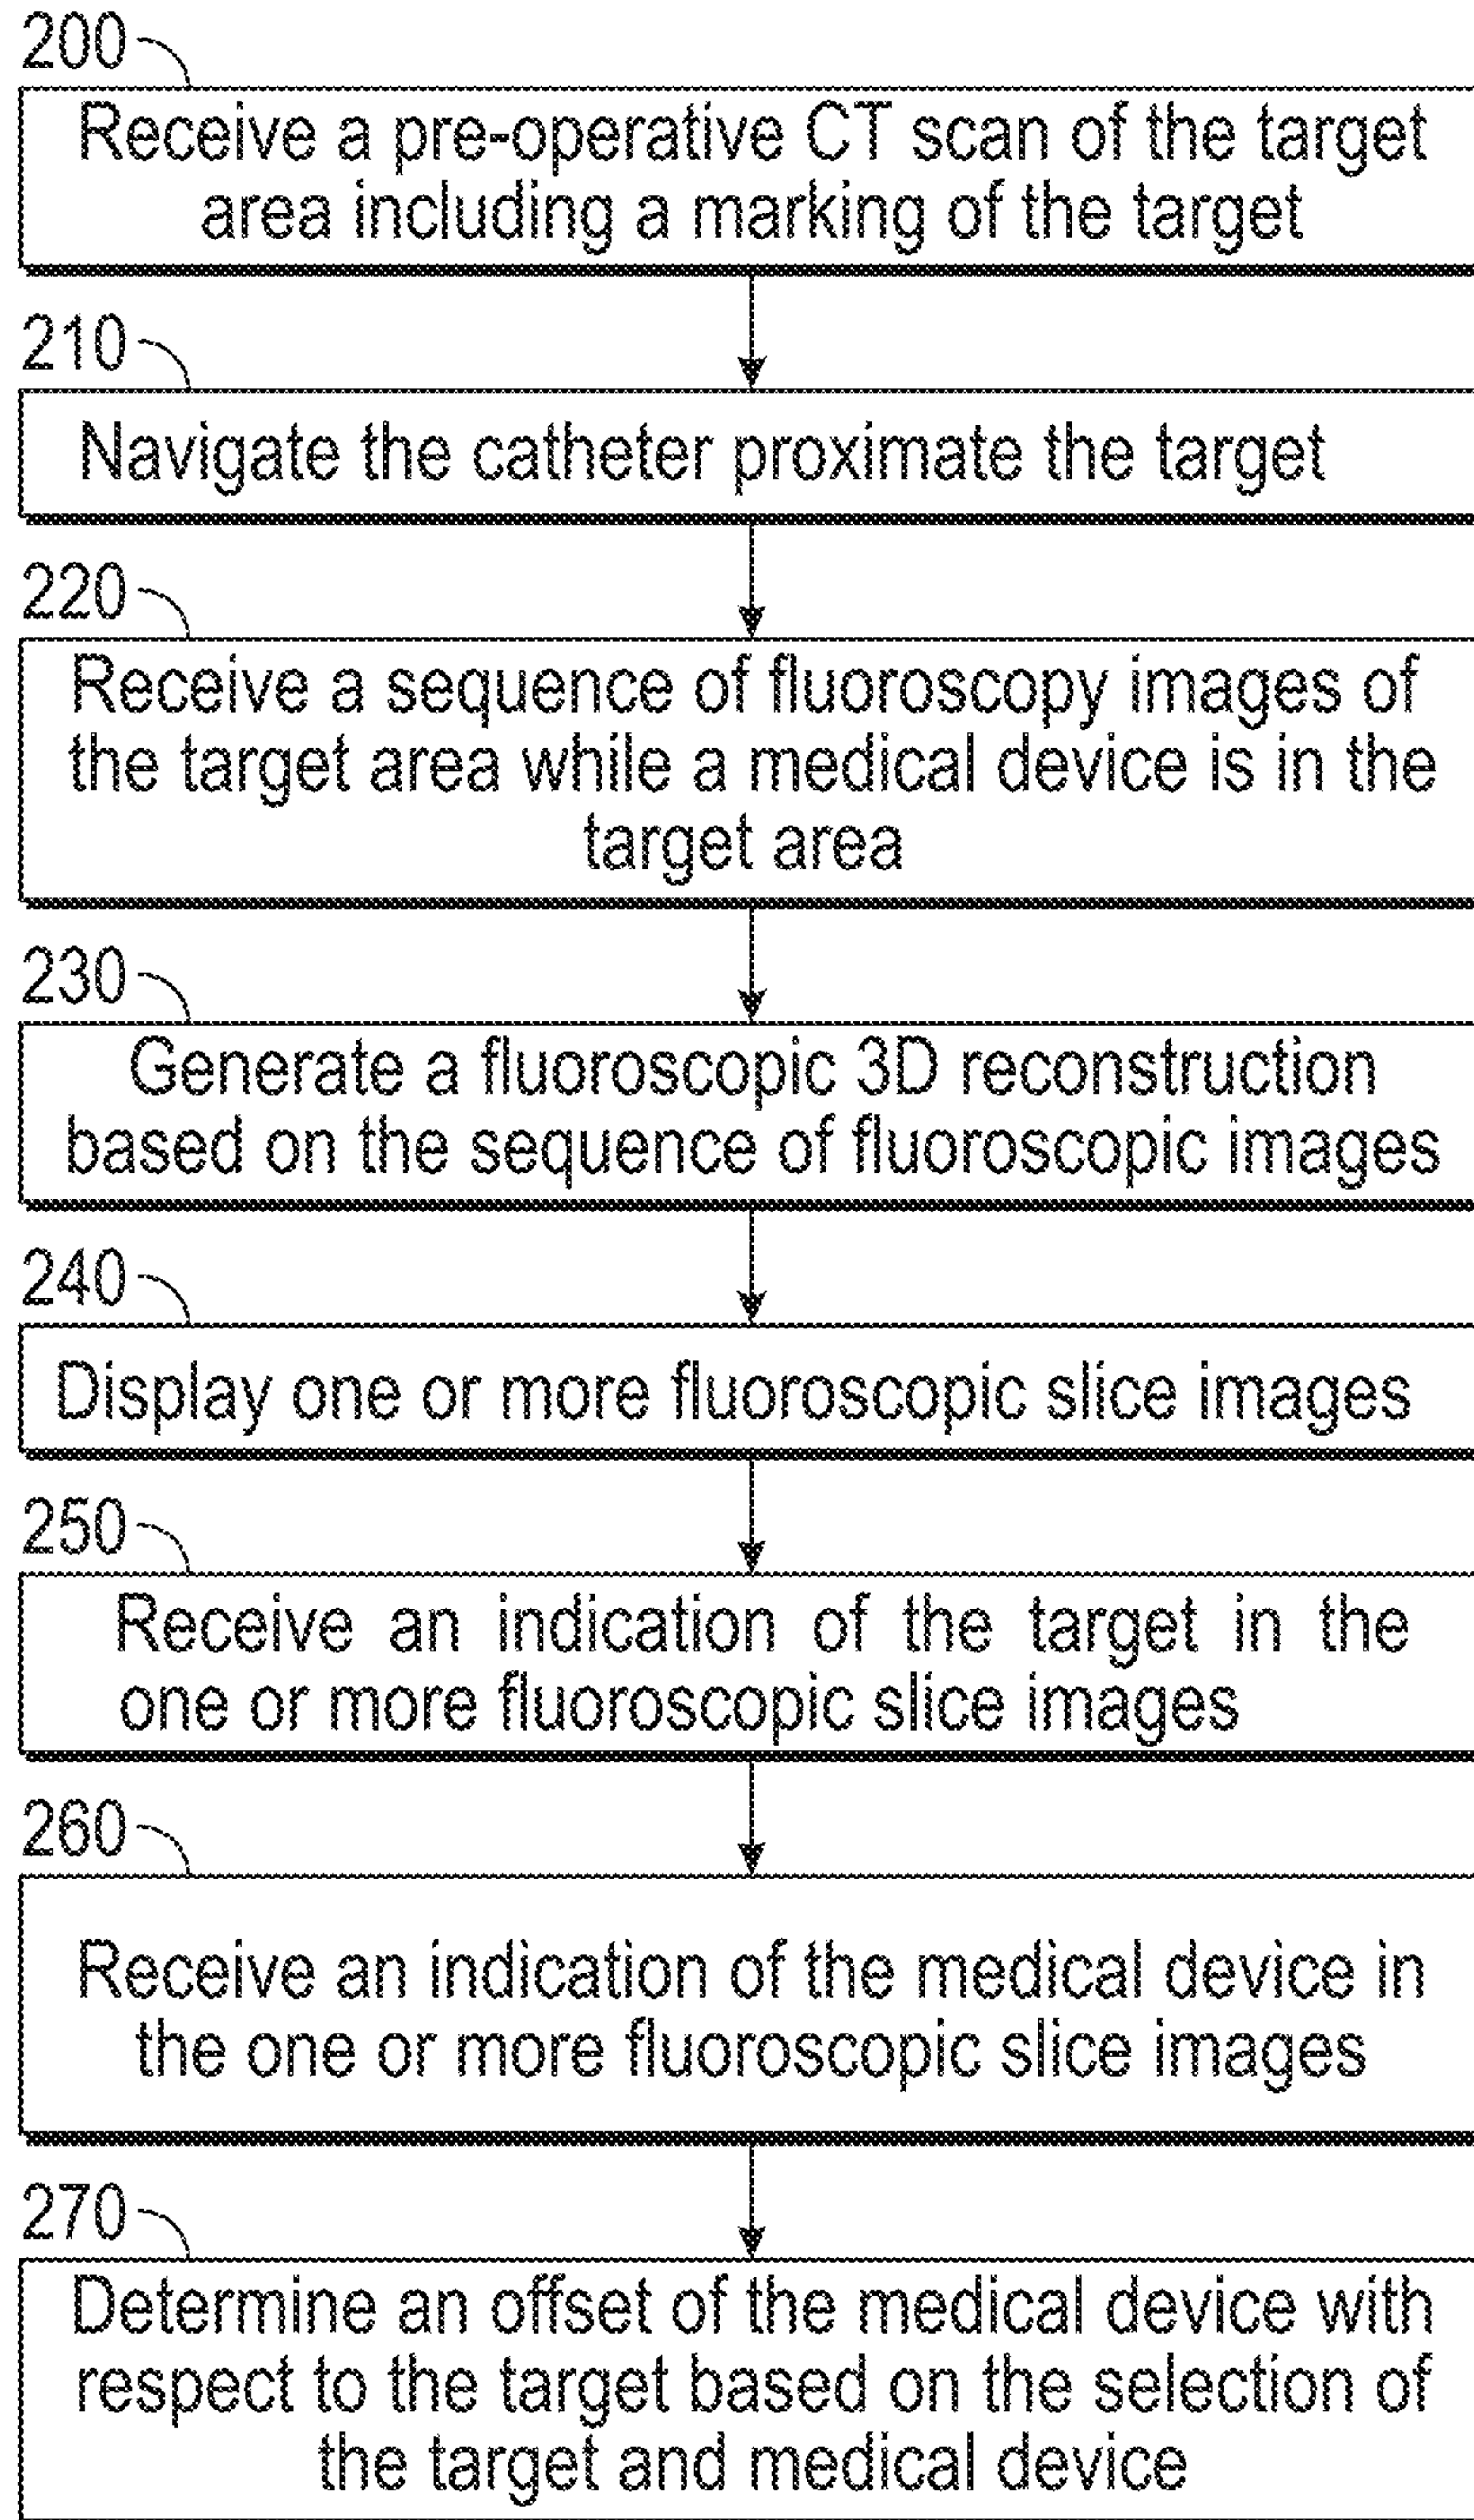 200
Receive a pre-operative CT scan of the target
area including a marking of the target
210
Navigate the catheter proximate the target
220
Receive a sequence of fluoroscopy images of
the target area while a medical device is in the
target area
230
Generate a fluoroscopic 3D reconstruction
based on the sequence of fluoroscopic images
240
Display one or more fluoroscopic slice images
250
Receive an indication of the target in the
one or more fluoroscopic slice images
260
Receive an indication of the medical device in
the one or more fluoroscopic slice images
270
Determine an offset of the medical device with
respect to the target based on the selection of
the target and medical device